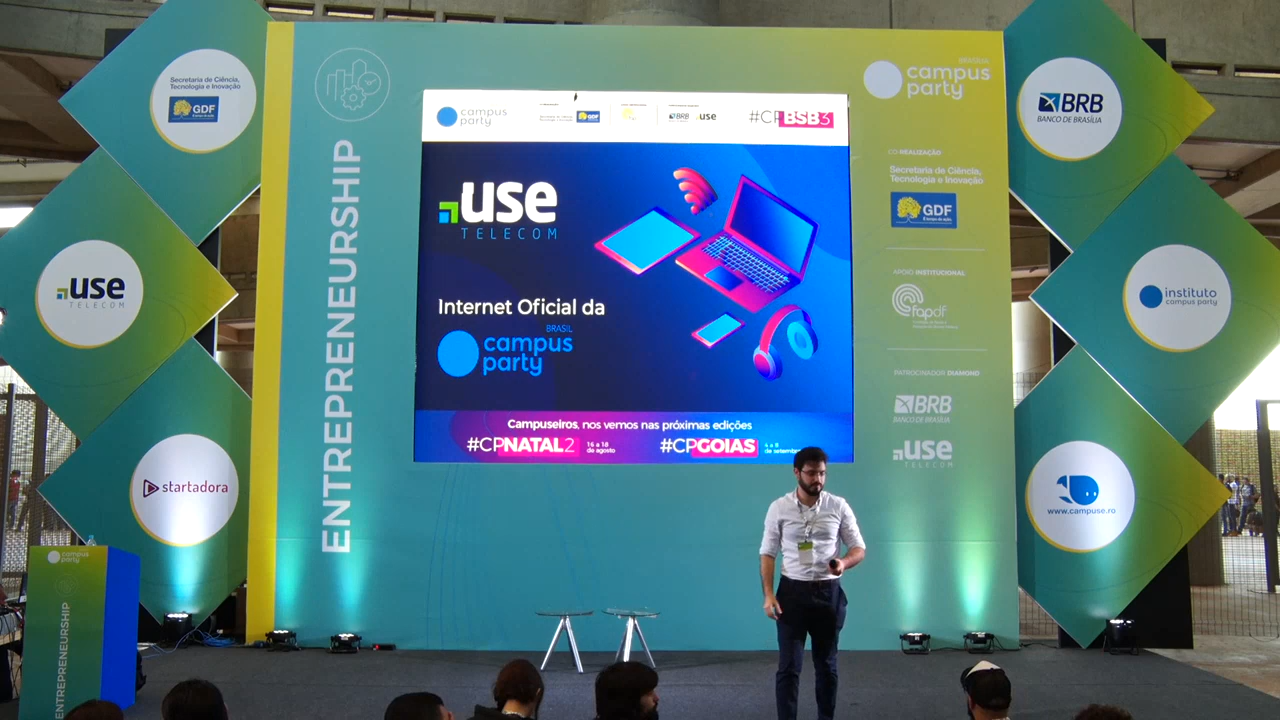 Secretaria de Ciência,
Tecnologia e Inovação
GDF
use
TELECOM
startadora
campus
party
ENTREPRENEURSHIP
ENTREPRENEURSHIP
campus
party
GDF
BRB
use
#CPBSB3
use
TELECOM
Internet Oficial da
BRASIL
campus
party
Campuseiros, nos vemos nas próximas edições
#CPNATAL2
16 a 18
de agosto
#CPGOIAS
BRASÍLIA
campus
party
CO-REALIZAÇÃO
Secretaria de Ciência,
Tecnologia e Inovação
GDF
APOIO INSTITUCIONAL
fapdf
PATROCINADOR DIAMOND
BRB
BANCO DE BRASÍLIA
use
TELECOM
BRB
BANCO DE BRASÍLIA
instituto
campus party
www.campuse.ro